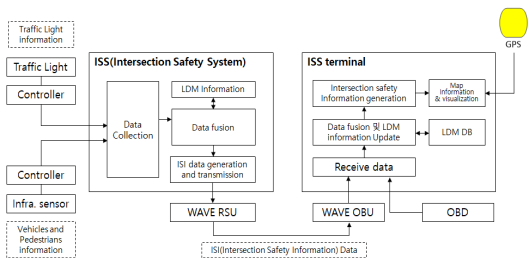 Traffic Light
information
Traffic Light
Controller
Controller
Infra. sensor
Vehicles and
Pedestrians
information
ISS(Intersection Safety System)
Data
Collection
LDM Information
Data fusion
ISI data generation
and transmission
WAVE RSU
ISI(Intersection Safety Information) Data
ISS terminal
Intersection safety
Information generation
Map
information
& visualization
Data fusion 및 LDM
information Update
LDM DB
Receive data
WAVE OBU
OBD
GPS